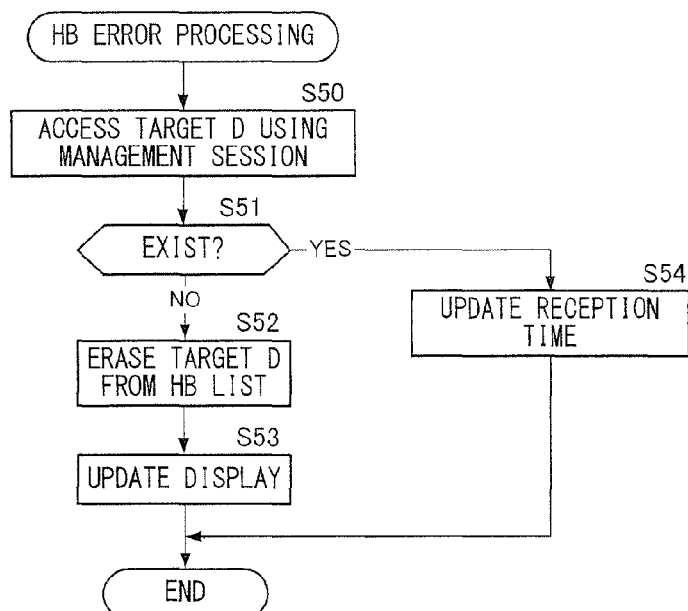 HB ERROR PROCESSING
S50
ACCESS TARGET D USING
MANAGEMENT SESSION
S51
EXIST?
YES
NO
S54
UPDATE RECEPTION
TIME
S52
ERASE TARGET D
FROM HB LIST
S53
UPDATE DISPLAY
END